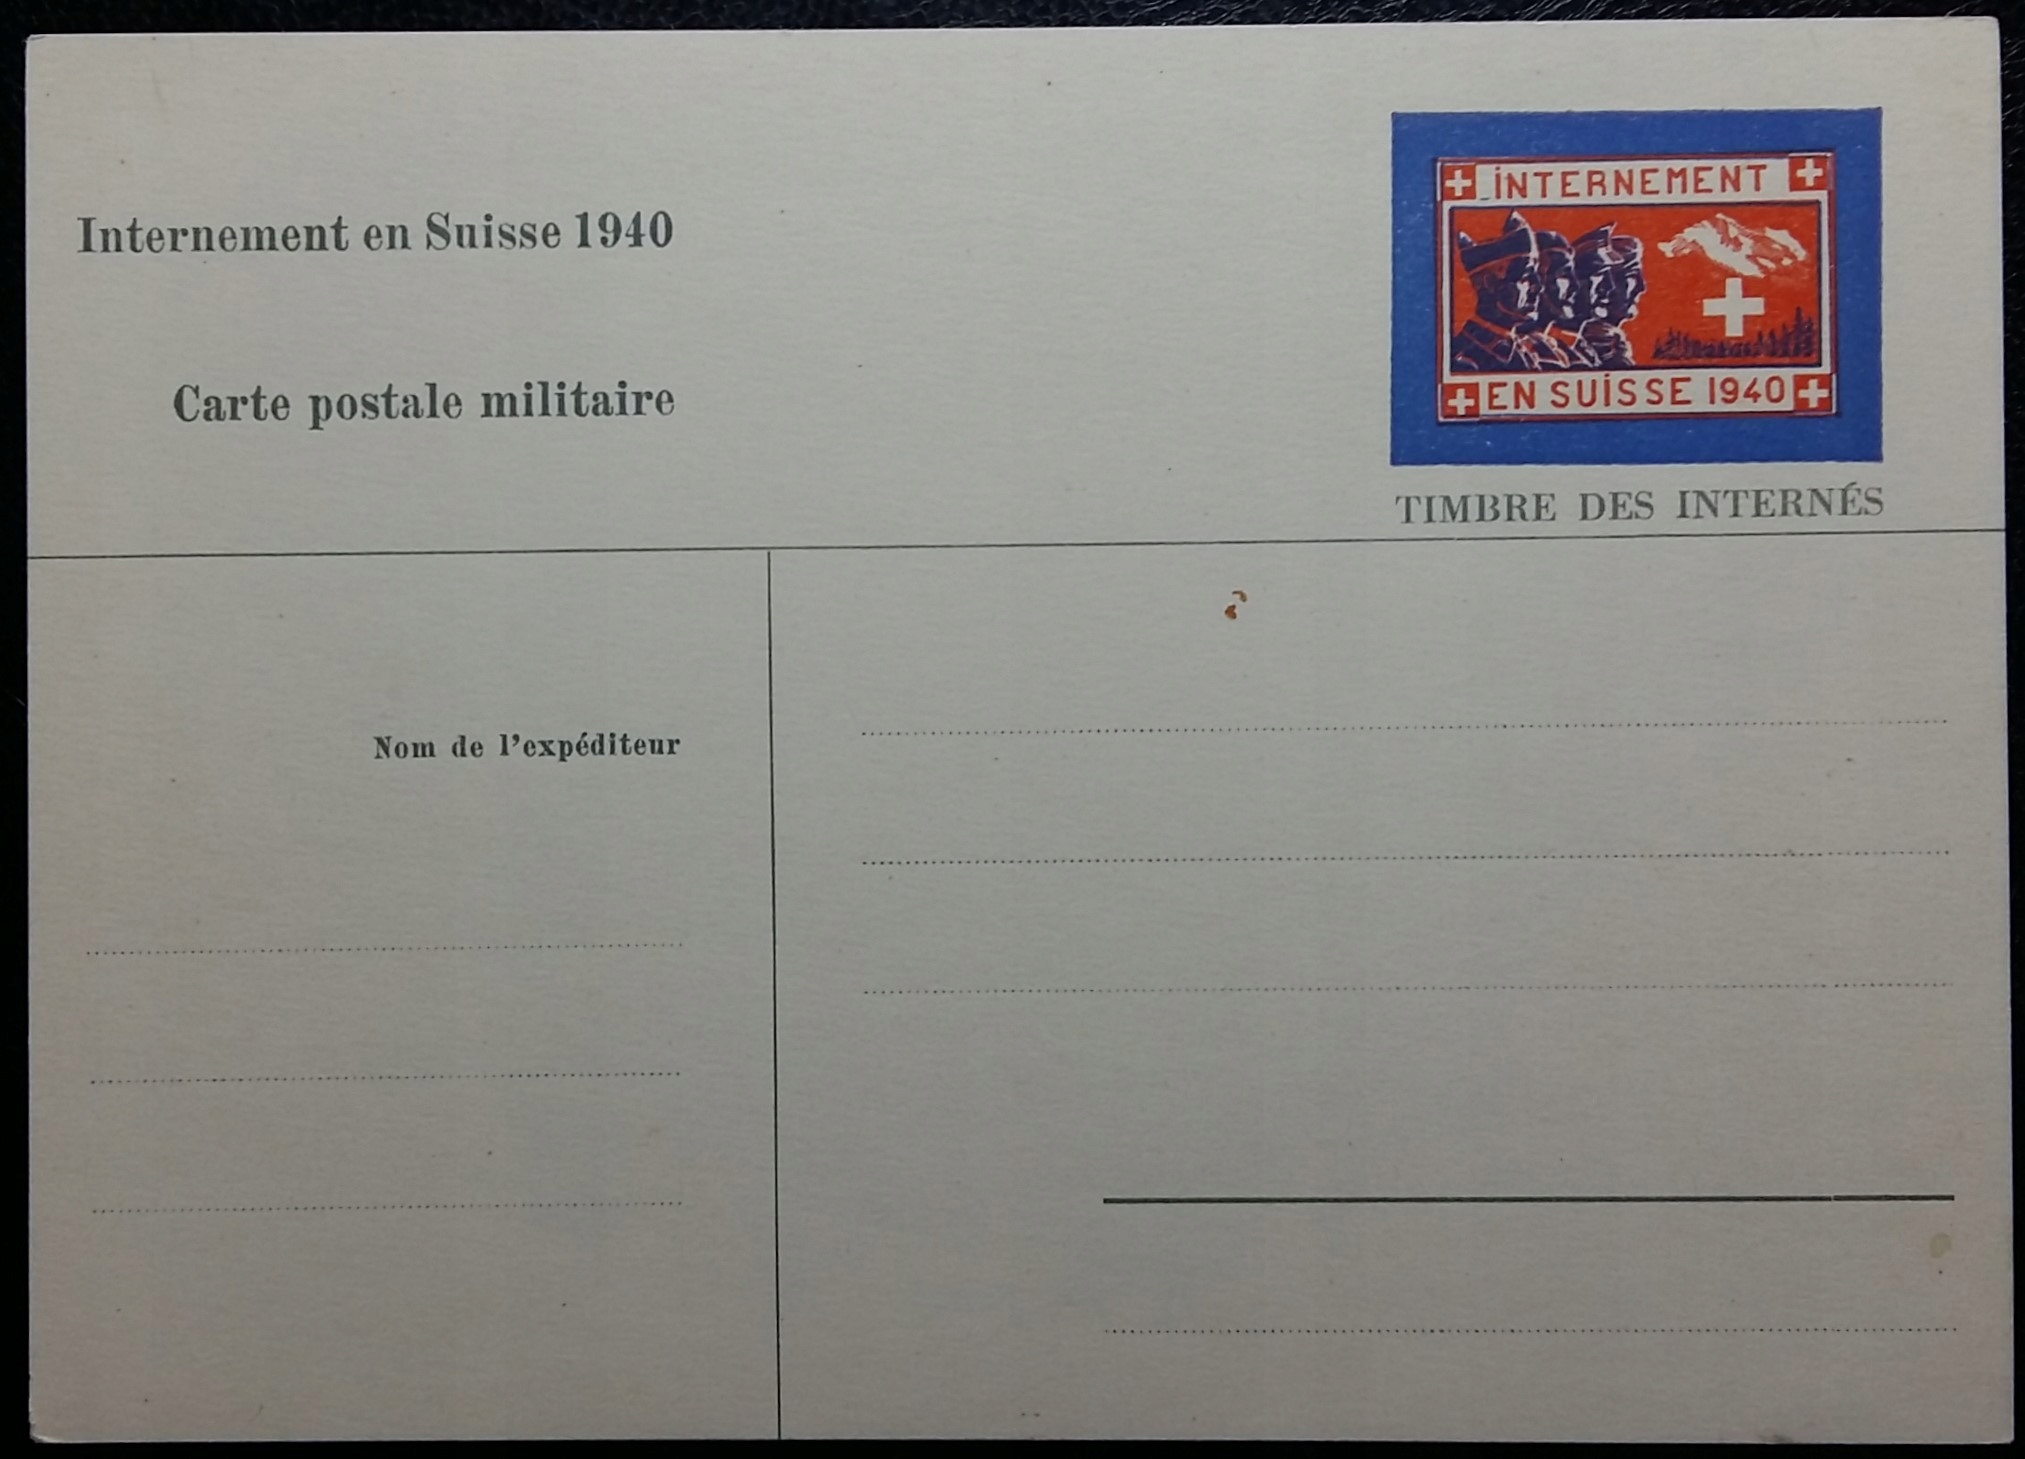 Internement en Suisse 1940
Carte postale militaire
INTERNEMENT
EN SUISSE 1940
TIMBRE DES INTERNÉS
Nom de l'expéditeur